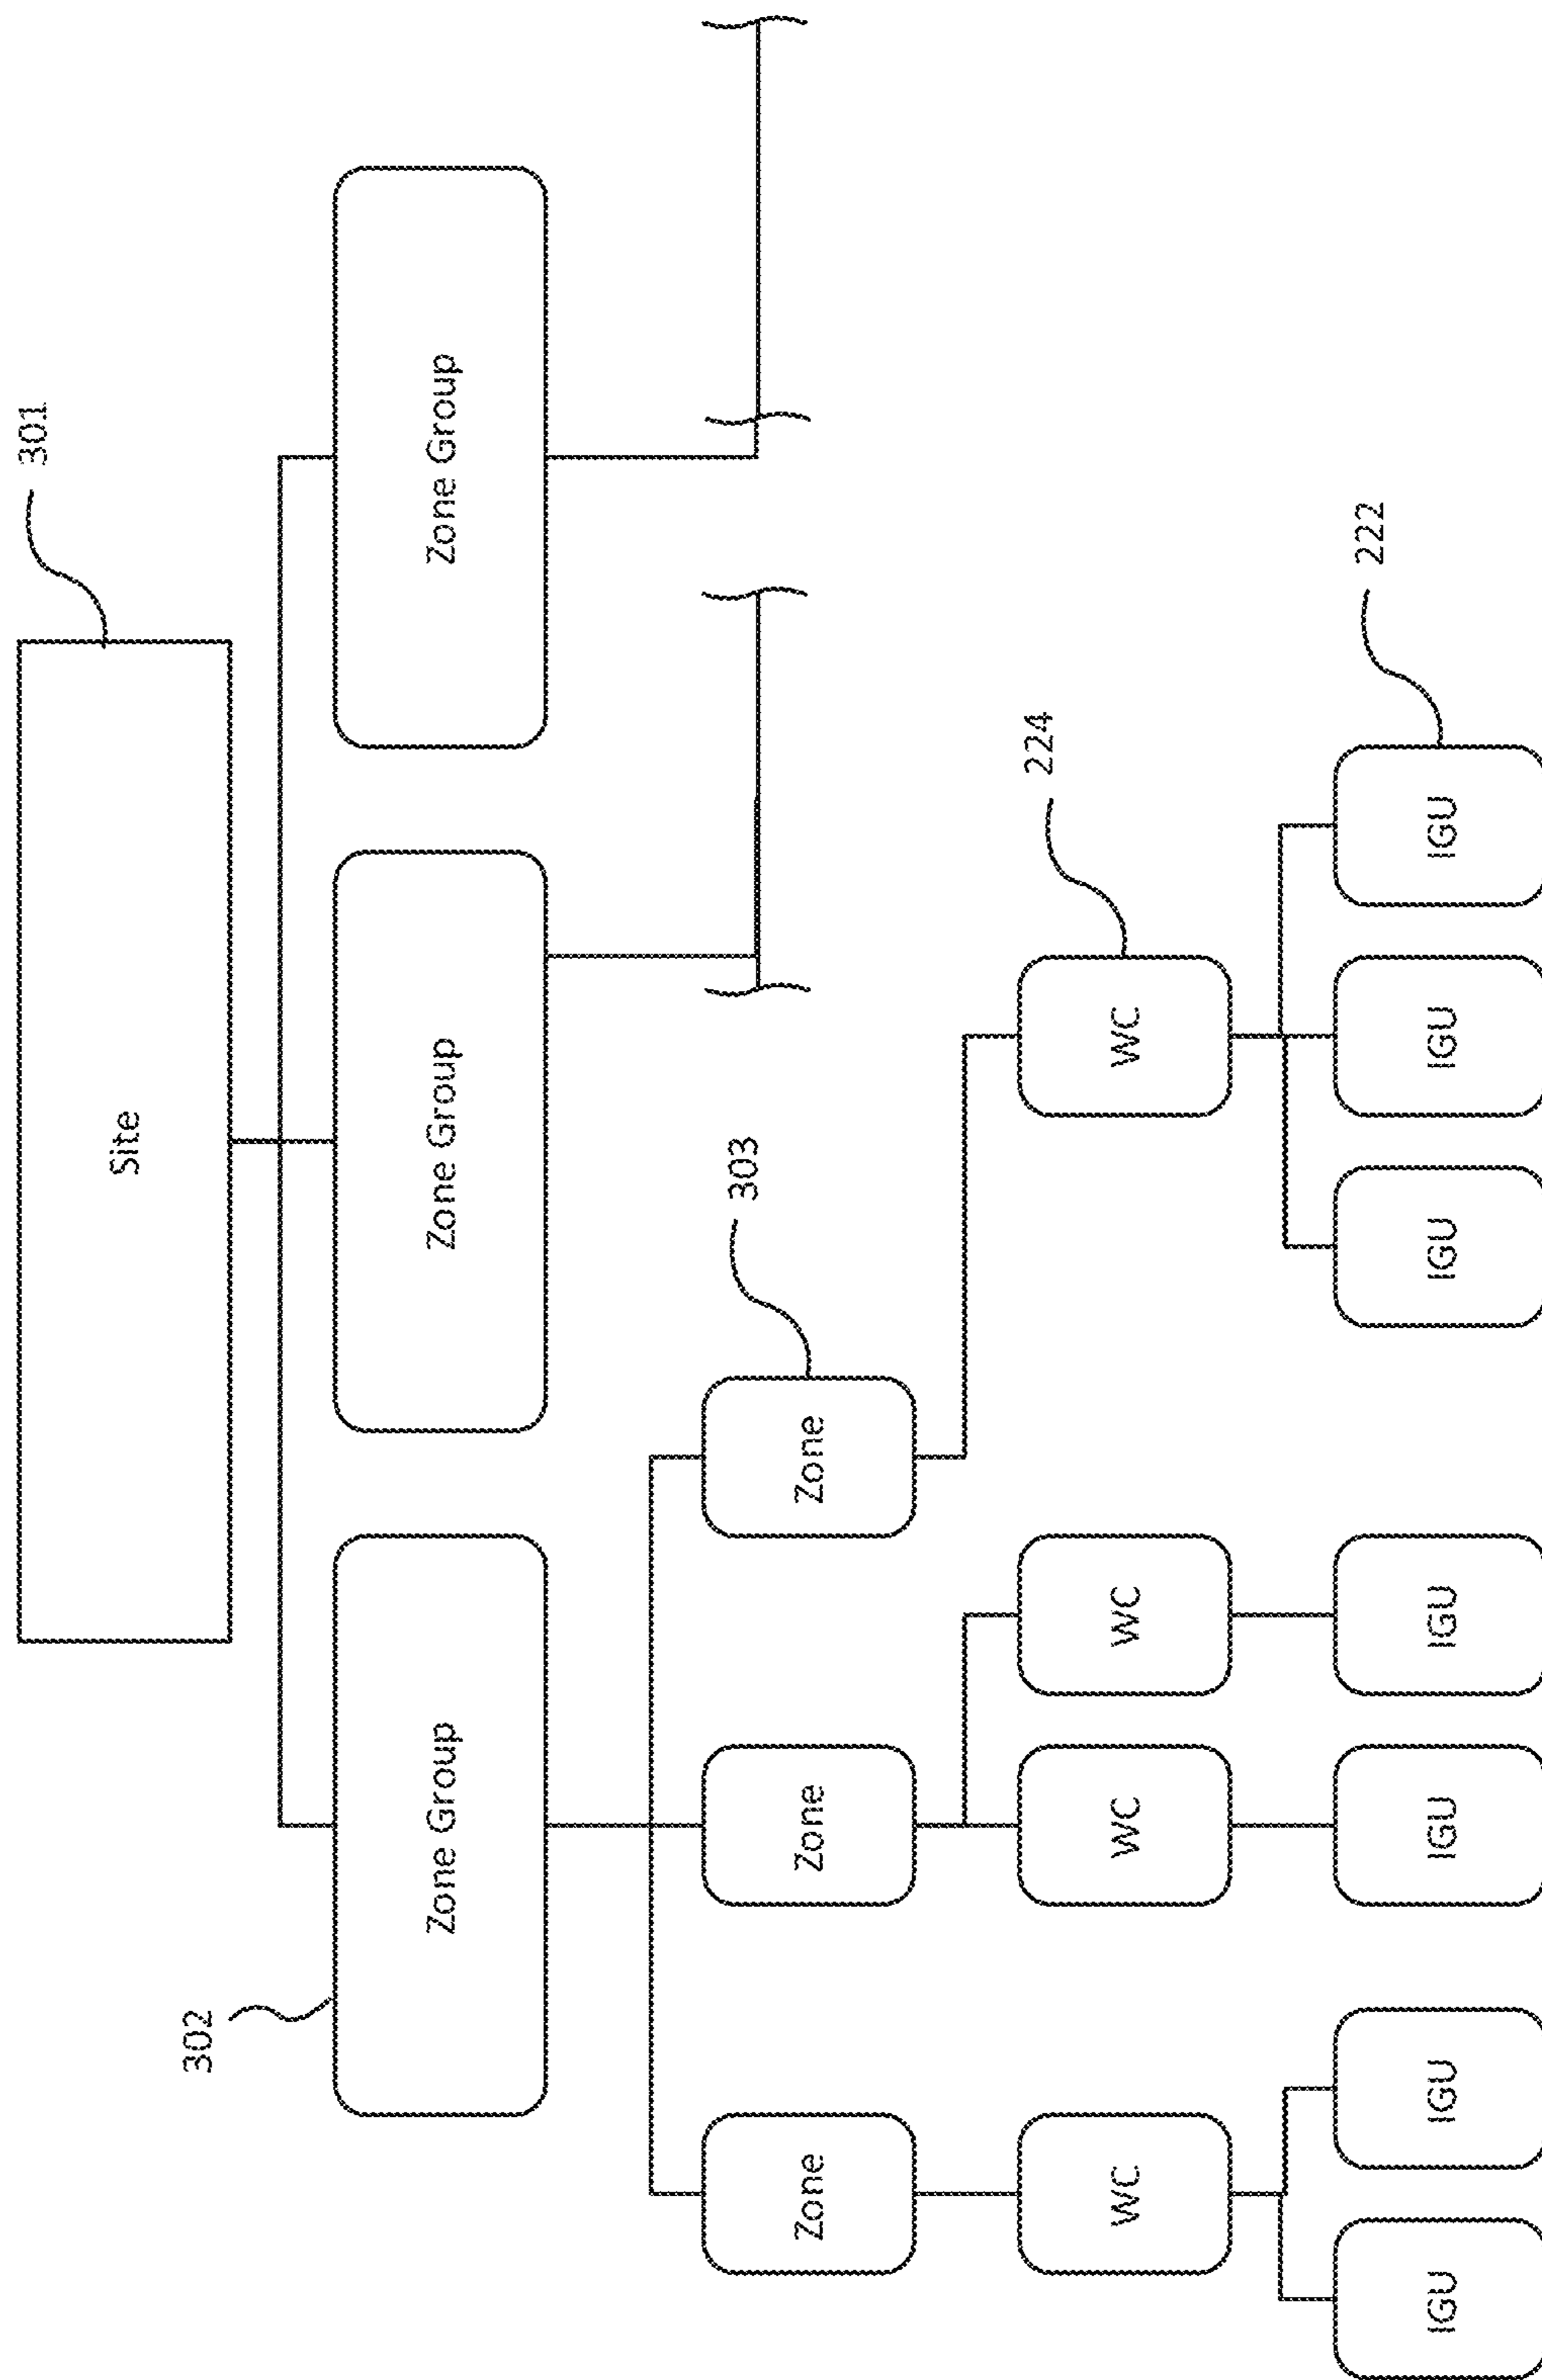 301
Site
302
Zone Group
Zone Group
Zone Group
303
Zone
Zone
Zone
224
WC
WC
WC
WC
222
IGU
IGU
IGU
IGU
IGU
IGU
IGU